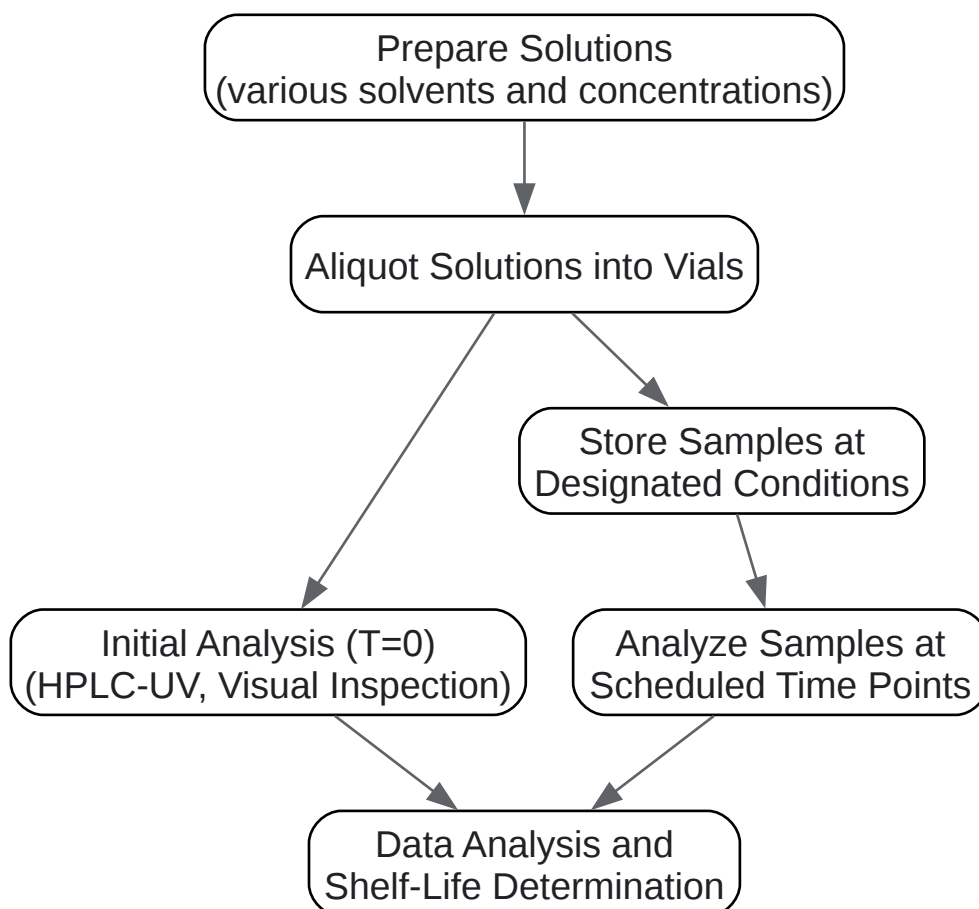 Prepare Solutions
(various solvents and concentrations)
Aliquot Solutions into Vials
Store Samples at
Designated Conditions
Initial Analysis (T=0)
(HPLC-UV, Visual Inspection)
Analyze Samples at
Scheduled Time Points
Data Analysis and
Shelf-Life Determination